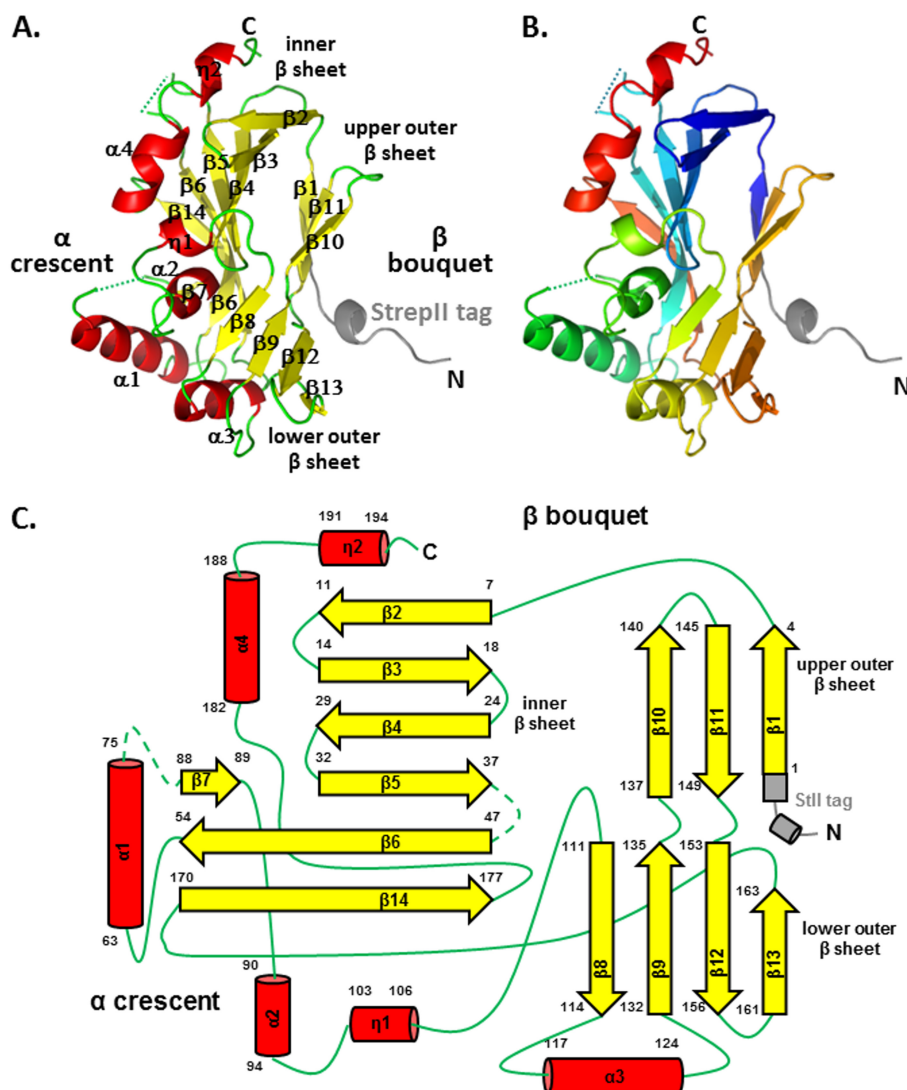 A.
C
inner
β sheet
η2
β2
upper outer
β sheet
α4
β5
β3
β6
β4
β1
β14
β11
η1
β10
α
crescent
β
bouquet
α2
β7
β6
StrepII tag
β8
β9
β12
α1
N
β13
α3
lower outer
β sheet
B.
C
N
C.
β bouquet
191 194
η2
C
188
11 7
β2
α4
14 18
β3
140 145 4
upper outer
β sheet
29 24
β4
inner
β sheet
182
β10
β11
β1
75
88 89
β7
32 37
β5
137 149 1
StII tag
N
54 47
β6
α1
111 135 153
170 177
β14
163
lower outer
β sheet
63
β8
β9
β12
β13
90
α crescent
α2
103 106
η1
94
114 132 156 161
117 124
α3